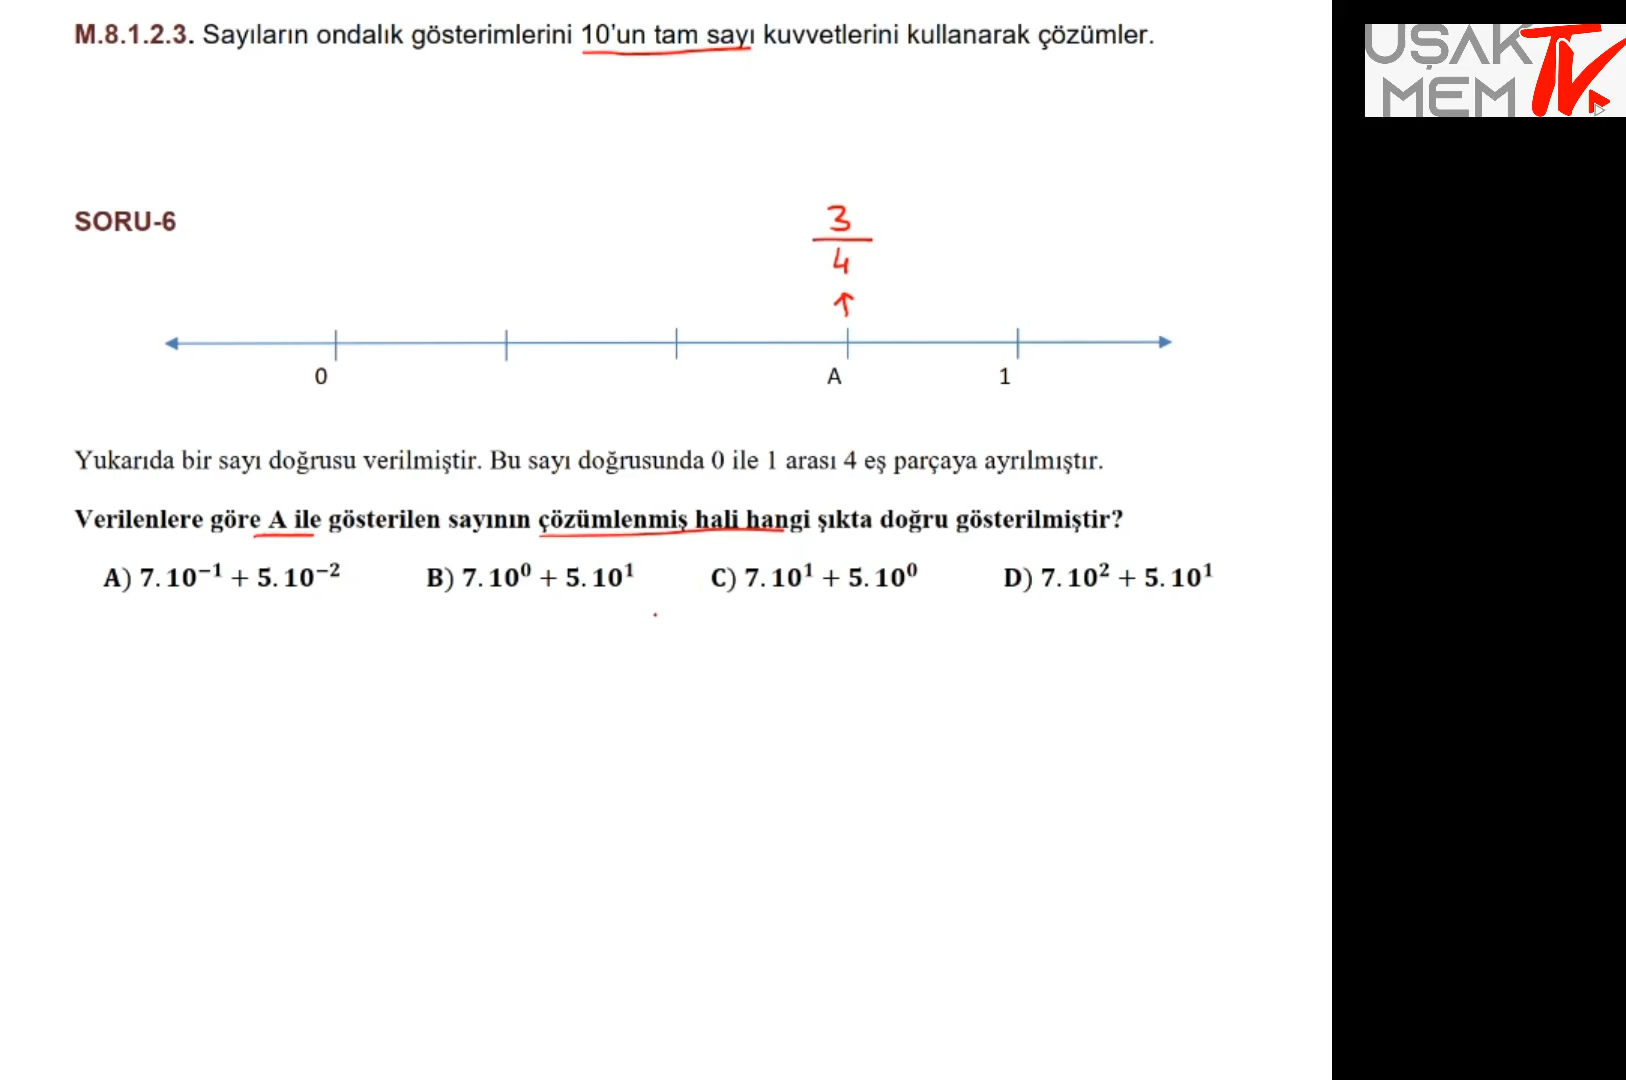 M.8.1.2.3. Sayıların ondalık gösterimlerini 10'un tam sayı kuvvetlerini kullanarak çözümler.
UŞAK TV
MEM
SORU-6
3
4
0 A 1
Yukarıda bir sayı doğrusu verilmiştir. Bu sayı doğrusunda 0 ile 1 arası 4 eş parçaya ayrılmıştır.
Verilenlere göre A ile gösterilen sayının çözümlenmiş hali hangi şıkta doğru gösterilmiştir?
A) 7.10⁻¹ + 5.10⁻² B) 7.10⁰ + 5.10¹ C) 7.10¹ + 5.10⁰ D) 7.10² + 5.10¹